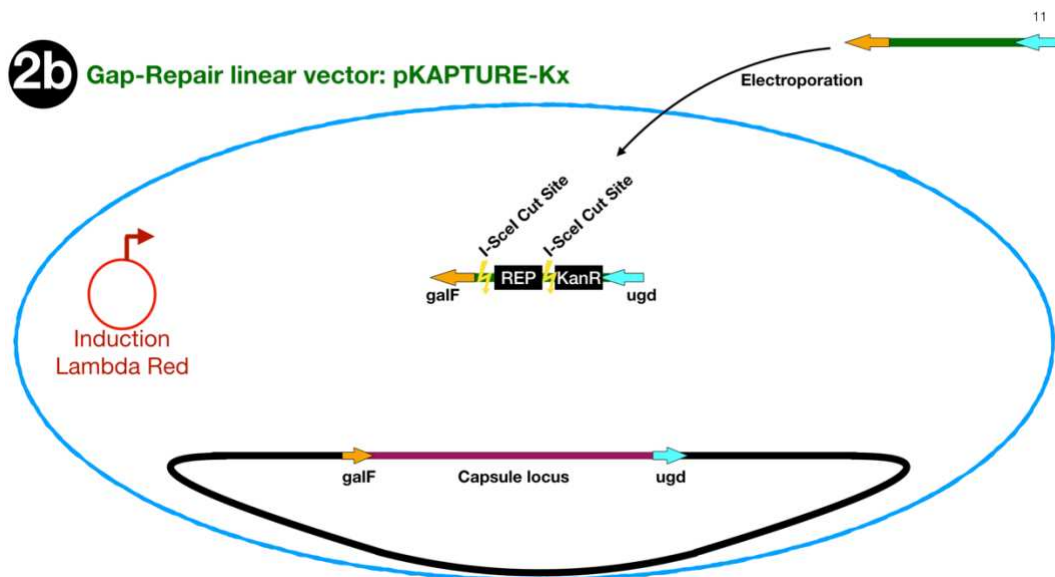 11
2b Gap-Repair linear vector: pKAPTURE-Kx
Electroporation
I-SceI Cut Site
I-SceI Cut Site
REP
KanR
galF
ugd
Induction
Lambda Red
galF
Capsule locus
ugd